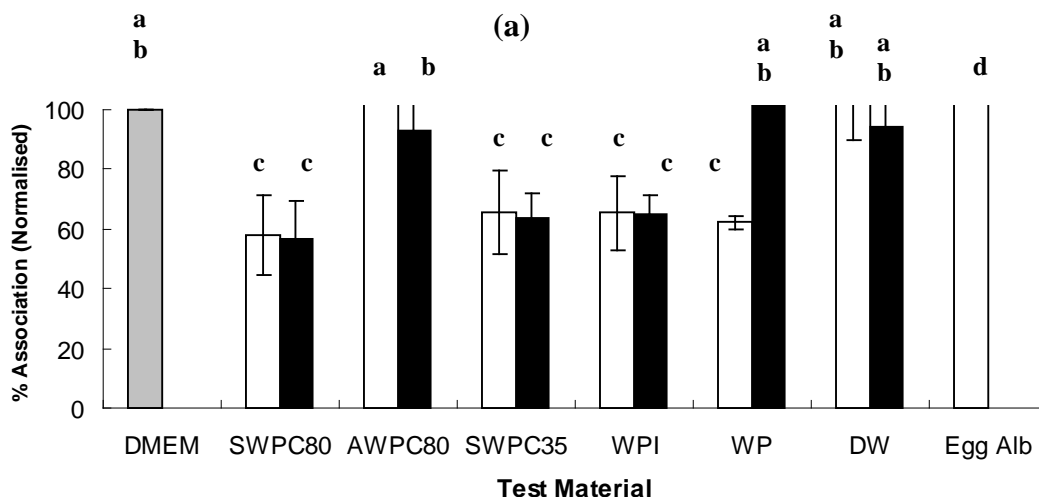 (a)
a
b
a
b
c
c
c
c
c
c
c
a
b
a
b
a
b
d
% Association (Normalised)
100
80
60
40
20
0
DMEM SWPC80 AWPC80 SWPC35 WPI WP DW Egg Alb
Test Material